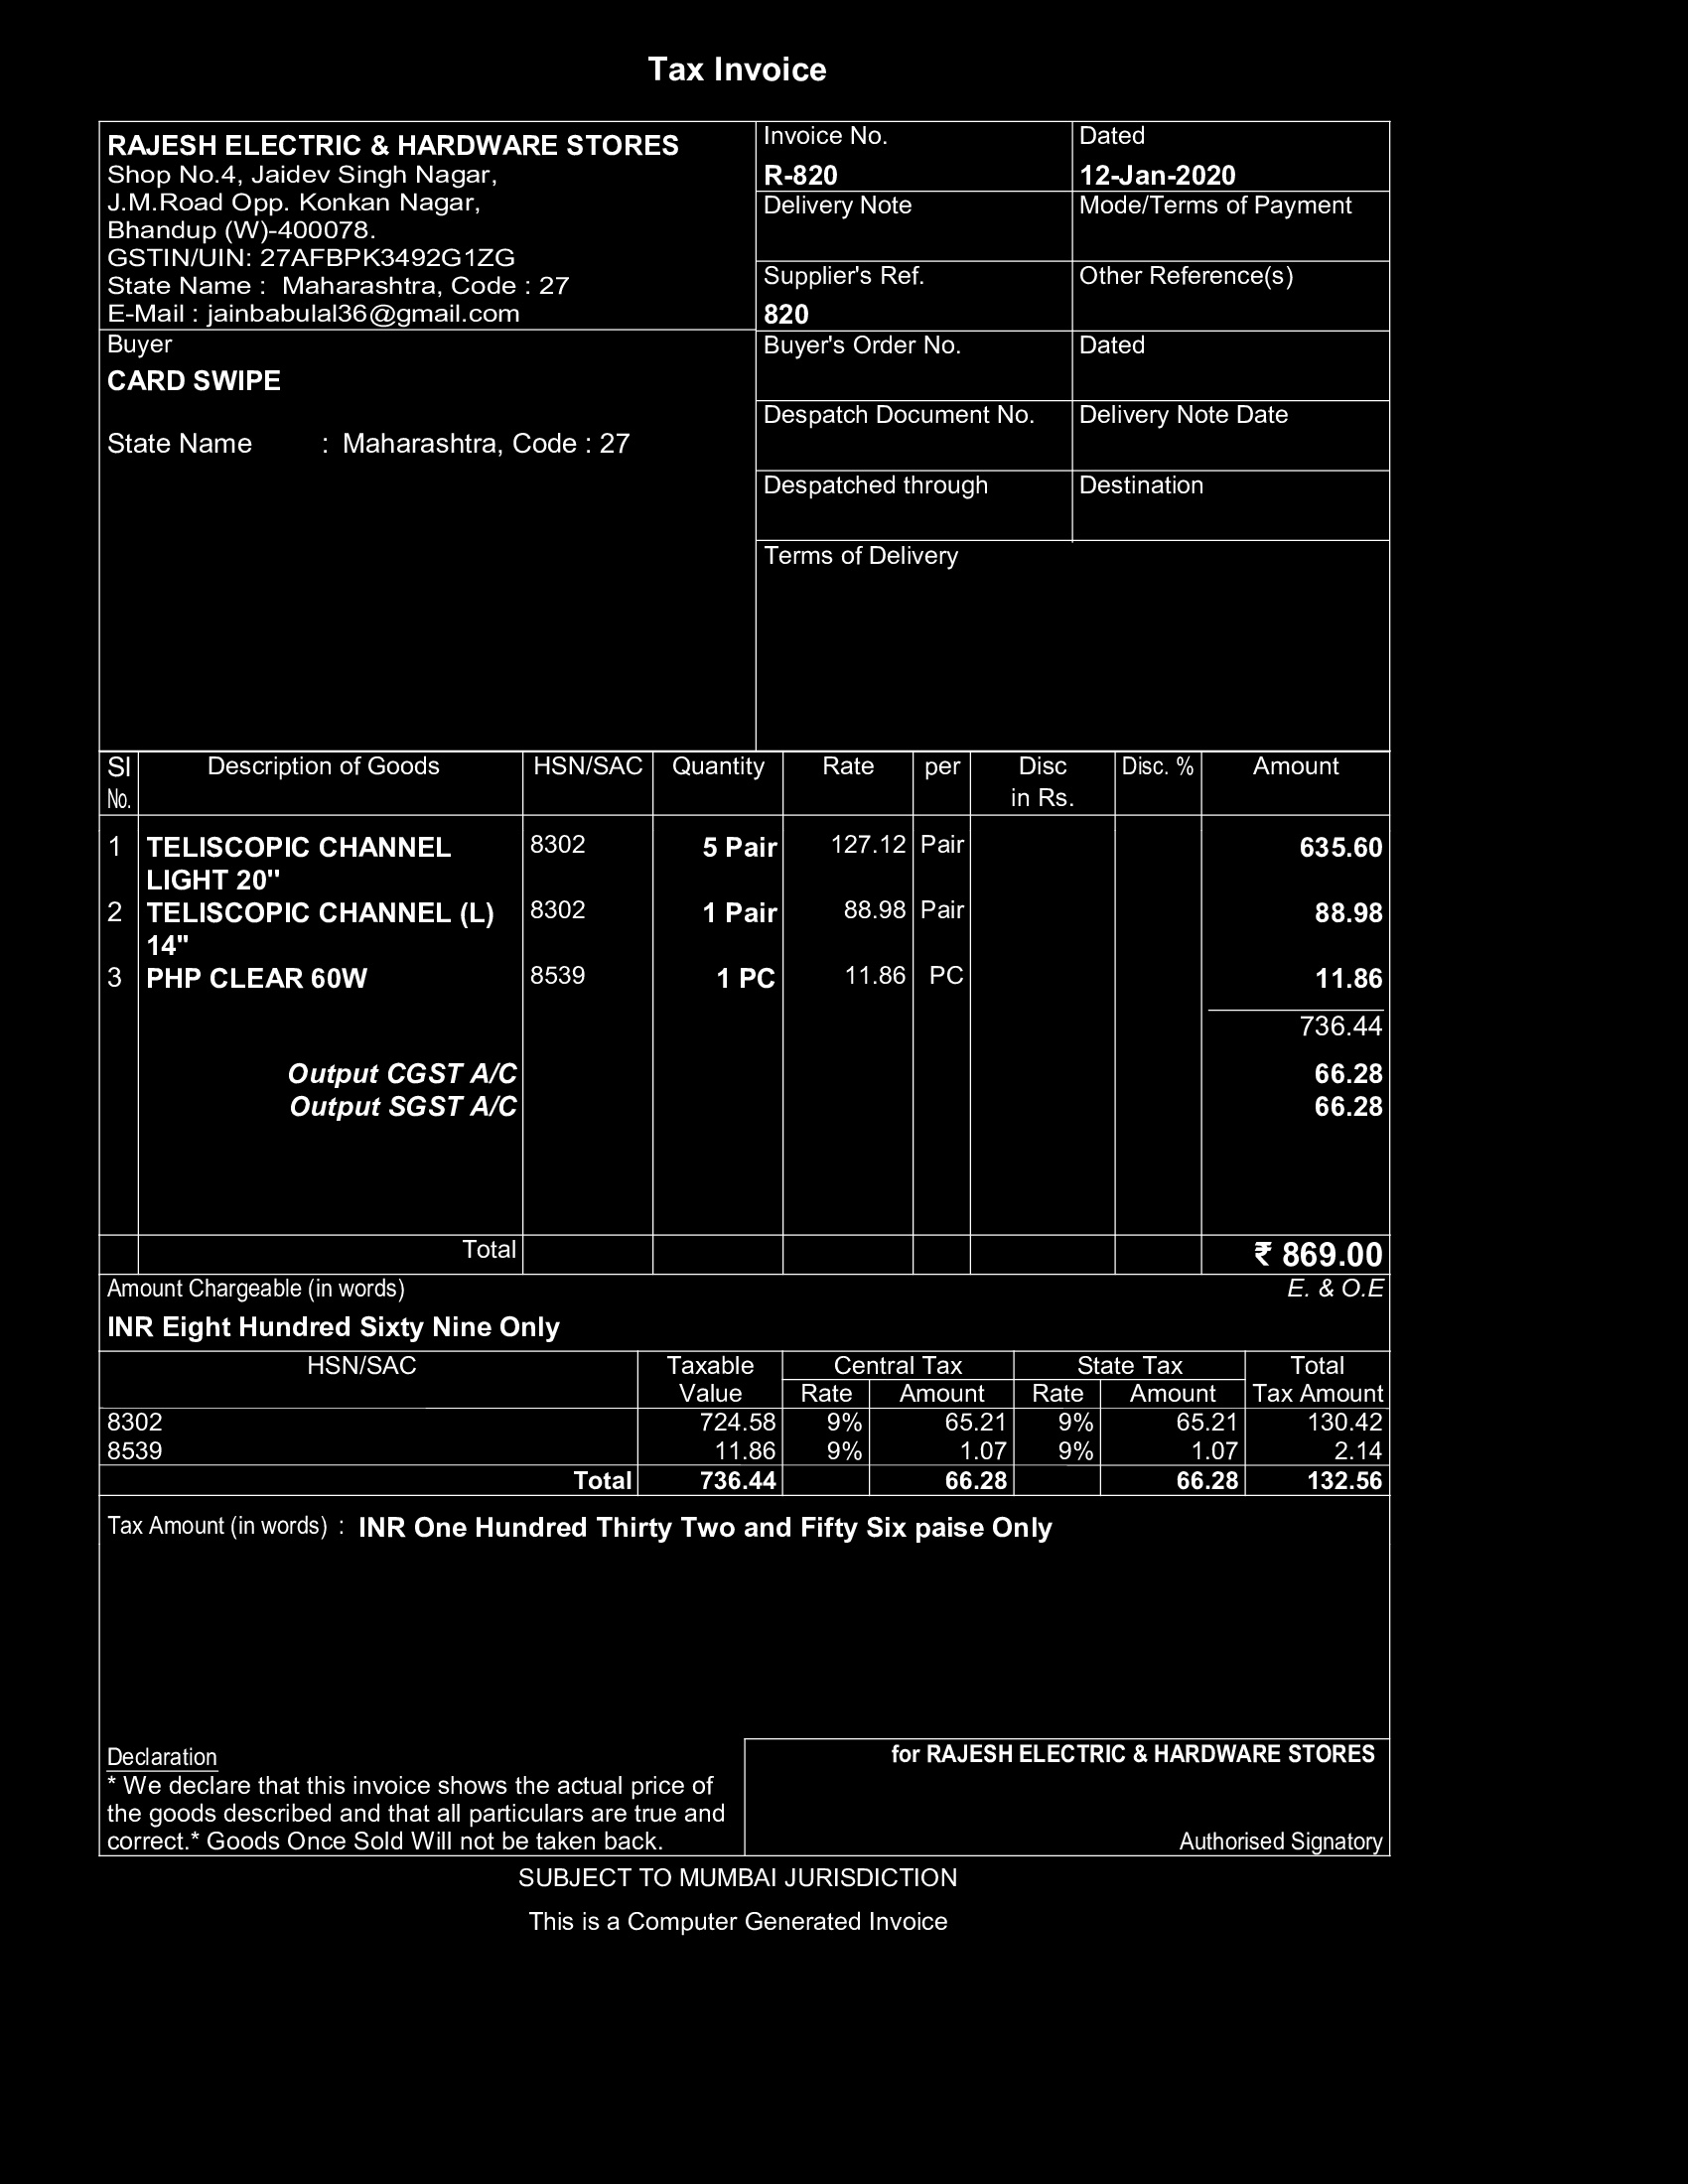 Tax Invoice
RAJESH ELECTRIC & HARDWARE STORES
Shop No.4, Jaidev Singh Nagar,
J.M.Road Opp. Konkan Nagar,
Bhandup (W)-400078.
GSTIN/UIN: 27AFBPK3492G1ZG
State Name :  Maharashtra, Code : 27
E-Mail : jainbabulal36@gmail.com
Buyer
CARD SWIPE
State Name : Maharashtra, Code : 27
Invoice No. Dated
R-820 12-Jan-2020
Delivery Note Mode/Terms of Payment
Supplier's Ref. Other Reference(s)
820
Buyer's Order No. Dated
Despatch Document No. Delivery Note Date
Despatched through Destination
Terms of Delivery
Sl Description of Goods HSN/SAC Quantity Rate per Disc Disc. % Amount
No. in Rs.
1 TELISCOPIC CHANNEL 8302 5 Pair 127.12 Pair 635.60
LIGHT 20"
2 TELISCOPIC CHANNEL (L) 8302 1 Pair 88.98 Pair 88.98
14"
3 PHP CLEAR 60W 8539 1 PC 11.86 PC 11.86
736.44
Output CGST A/C 66.28
Output SGST A/C 66.28
Total ₹ 869.00
Amount Chargeable (in words) E. & O.E
INR Eight Hundred Sixty Nine Only
HSN/SAC Taxable Central Tax State Tax Total
Value Rate Amount Rate Amount Tax Amount
8302 724.58 9% 65.21 9% 65.21 130.42
8539 11.86 9% 1.07 9% 1.07 2.14
Total 736.44 66.28 66.28 132.56
Tax Amount (in words) : INR One Hundred Thirty Two and Fifty Six paise Only
Declaration
* We declare that this invoice shows the actual price of
the goods described and that all particulars are true and
correct.* Goods Once Sold Will not be taken back.
for RAJESH ELECTRIC & HARDWARE STORES
Authorised Signatory
SUBJECT TO MUMBAI JURISDICTION
This is a Computer Generated Invoice